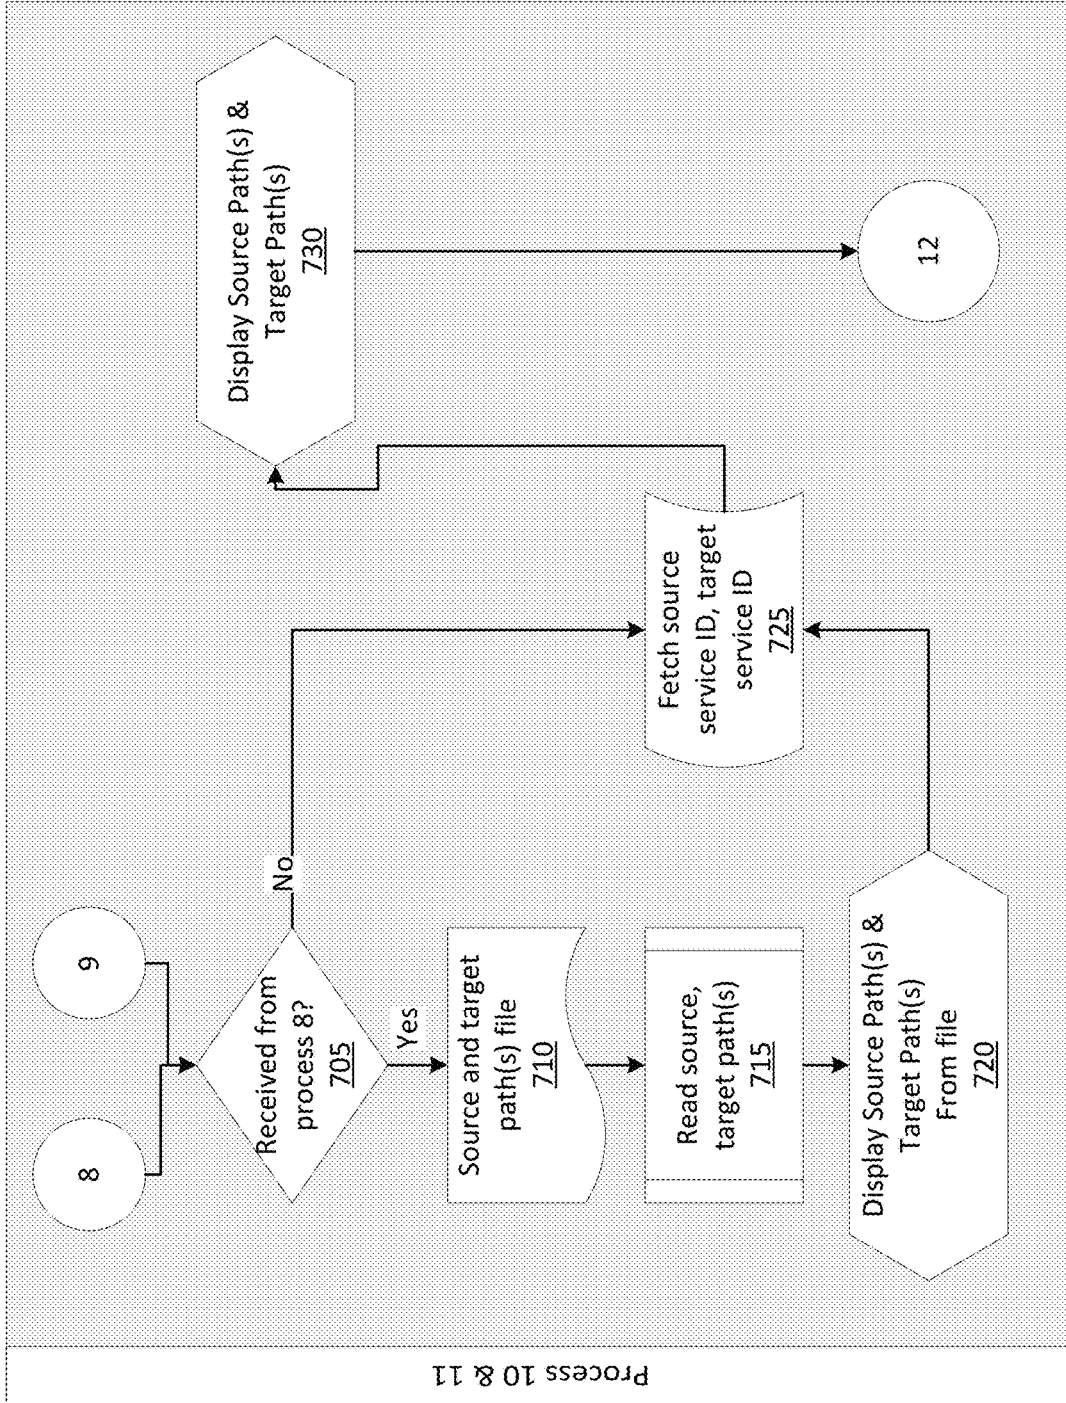 Process 10 & 11
8
9
Received from
process 8?
705
No
Yes
Source and target
path(s) file
710
Read source,
target path(s)
715
Display Source Path(s) &
Target Path(s)
From file
720
Fetch source
service ID, target
service ID
725
Display Source Path(s) &
Target Path(s)
730
12